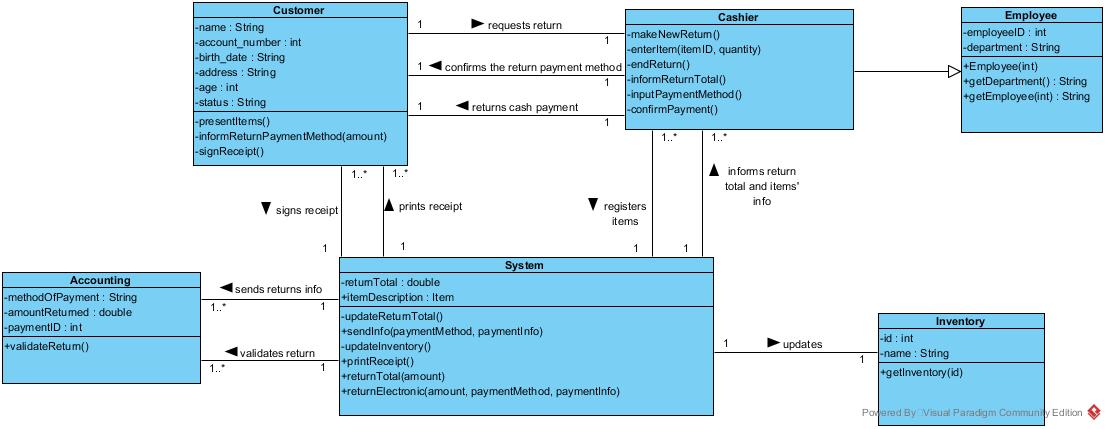 Customer
-name : String
-account_number : int
-birth_date : String
-address : String
-age : int
-status : String
-presentItems()
-informReturnPaymentMethod(amount)
-signReceipt()
1
requests return
1
1
confirms the return payment method
1
1
returns cash payment
1
Cashier
-makeNewReturn()
-enterItem(itemID, quantity)
-endReturn()
-informReturnTotal()
-inputPaymentMethod()
-confirmPayment()
Employee
-employeeID : int
-department : String
+Employee(int)
+getDepartment() : String
+getEmployee(int) : String
1..*
1..*
signs receipt
prints receipt
1
1
1..*
1..*
registers
items
informs return
total and items'
info
1
1
Accounting
-methodOfPayment : String
-amountReturned : double
-paymentID : int
+validateReturn()
sends returns info
1..*
1
validates return
1..*
1
System
-returnTotal : double
+itemDescription : Item
-updateReturnTotal()
+sendInfo(paymentMethod, paymentInfo)
-updateInventory()
+printReceipt()
+returnTotal(amount)
+returnElectronic(amount, paymentMethod, paymentInfo)
1
updates
1
Inventory
-id : int
-name : String
+getInventory(id)
Powered By Visual Paradigm Community Edition